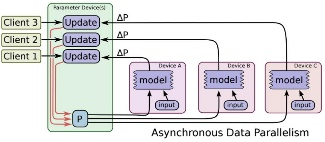 Parameter Device(s)
Client 3
Update
ΔP
Client 2
Update
ΔP
Client 1
Update
ΔP
Device A
Device B
Device C
model
model
model
input
input
input
P
Asynchronous Data Parallelism